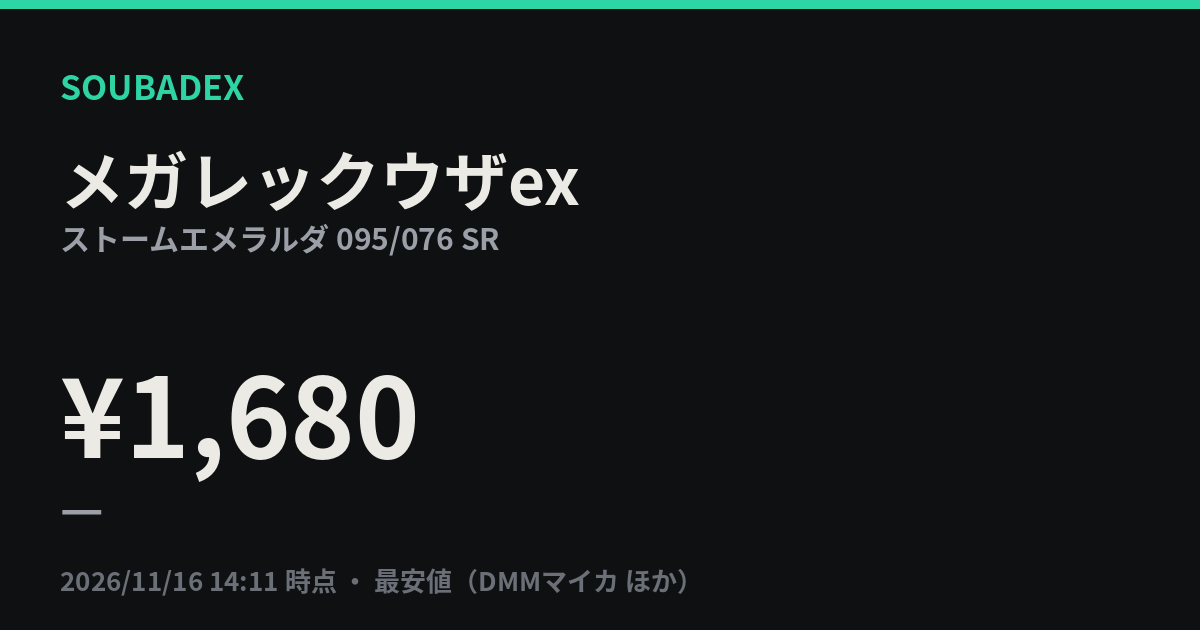 SOUBADEX
メガレックウザex
ストームエメラルダ 095/076 SR
¥1,680
—
2026/11/16 14:11 時点 ・ 最安値（DMMマイカ ほか）